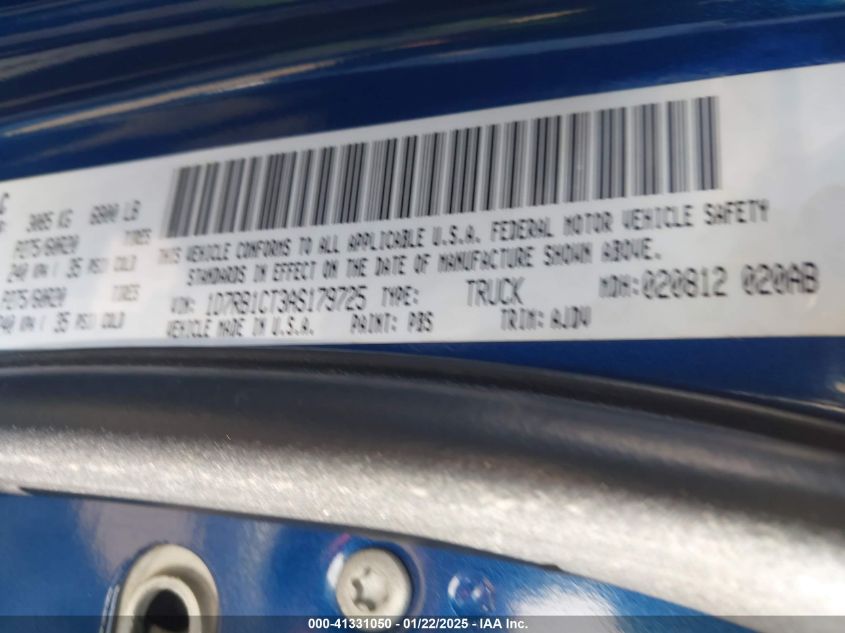 3085 KG 6800 LB
TIRES
P275/60R20
240 KPA / 35 PSI COLD
TIRES
P275/60R20
240 KPA / 35 PSI COLD
THIS VEHICLE CONFORMS TO ALL APPLICABLE U.S.A. FEDERAL MOTOR VEHICLE SAFETY
STANDARDS IN EFFECT ON THE DATE OF MANUFACTURE SHOWN ABOVE.
VIN: 1D7RB1CT3AS179725 TYPE: TRUCK MDH:020812 020AB
VEHICLE MADE IN U.S.A. PAINT: PBS TRIM: AJDV
000-41331050 - 01/22/2025 - IAAI Inc.